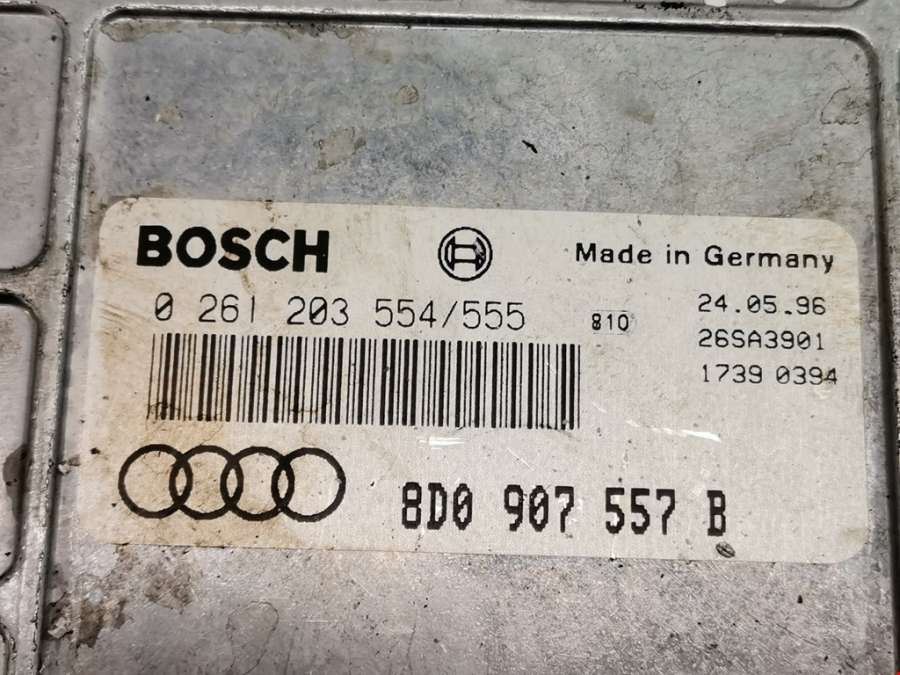 BOSCH
Made in Germany
0 261 203 554/555
810
24.05.96
26SA3901
1739 0394
8D0 907 557 B